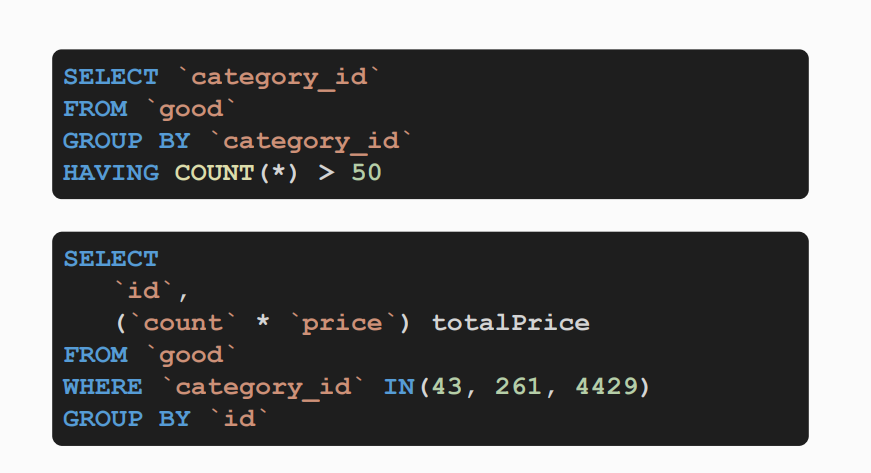 SELECT `category_id`
FROM `good`
GROUP BY `category_id`
HAVING COUNT(*) > 50
SELECT
`id`,
(`count` * `price`) totalPrice
FROM `good`
WHERE `category_id` IN(43, 261, 4429)
GROUP BY `id`